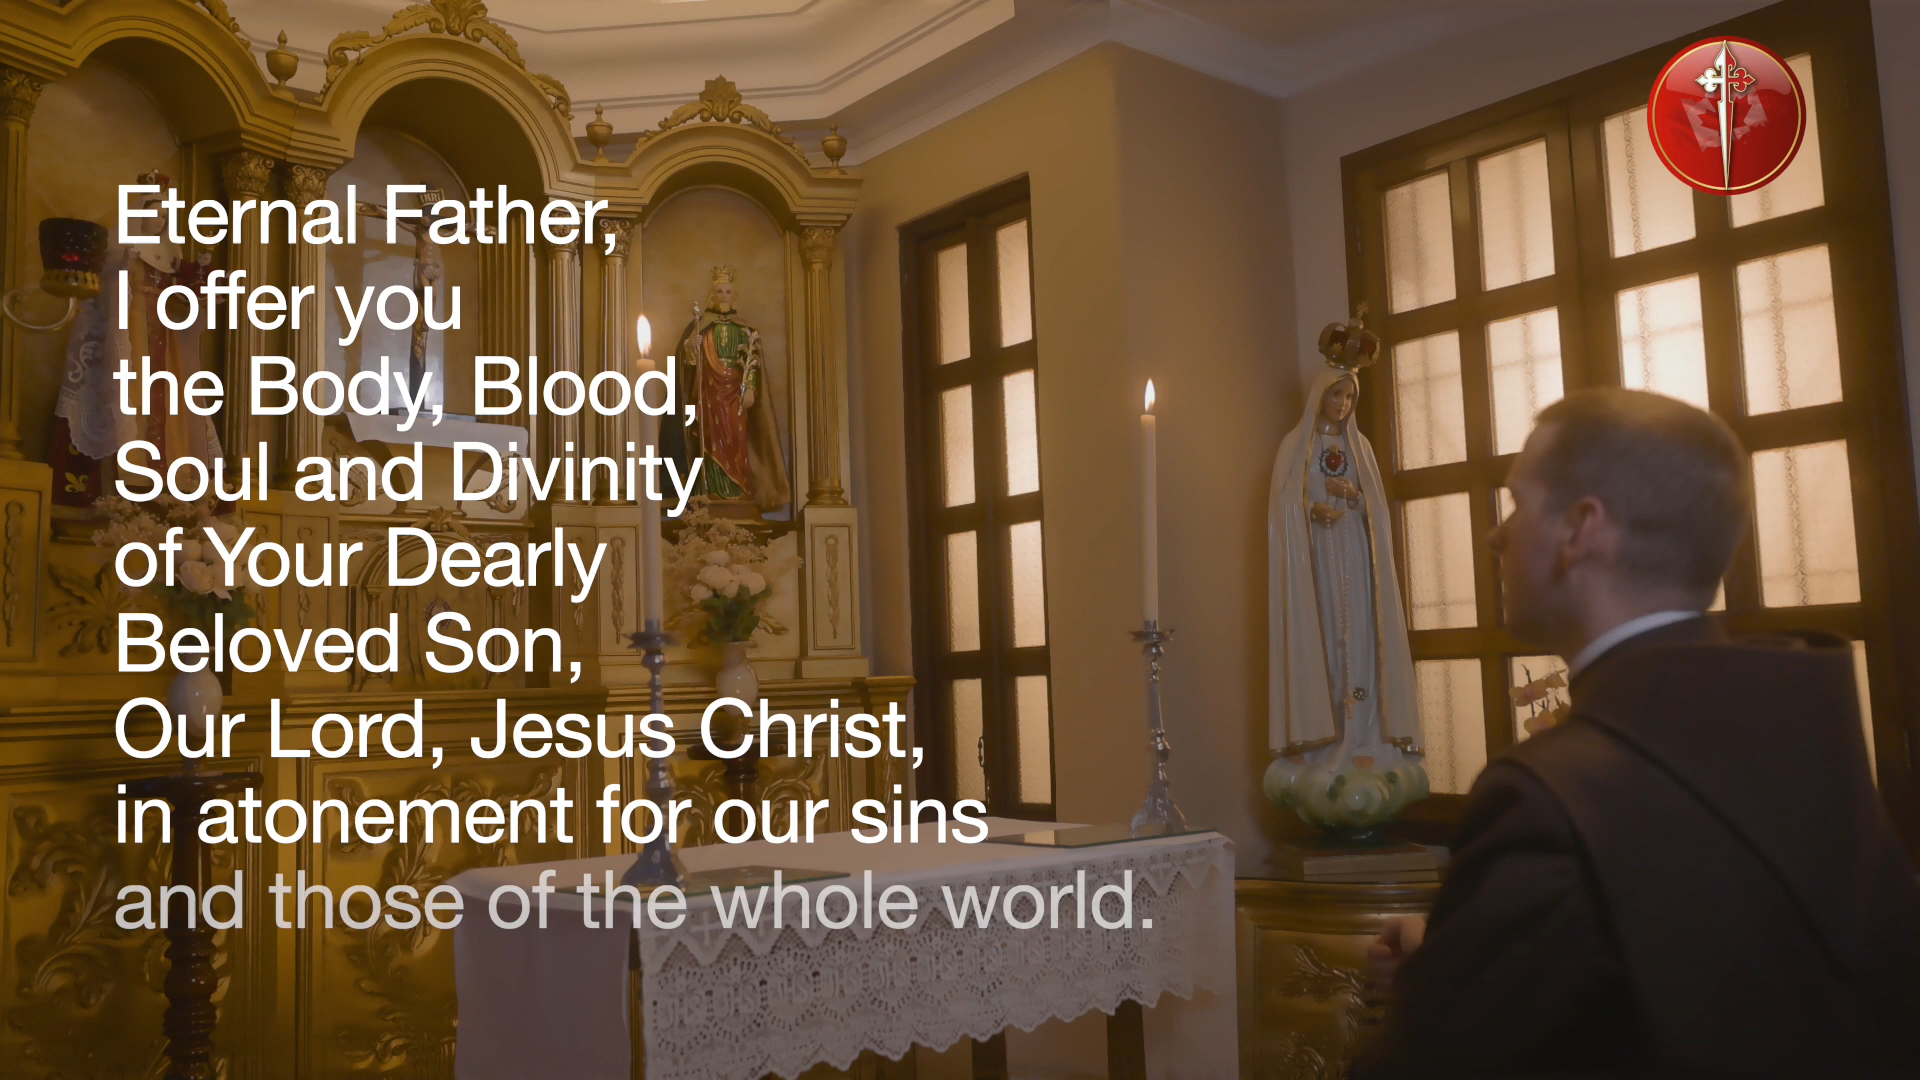 Eternal Father,
I offer you
the Body, Blood,
Soul and Divinity
of Your Dearly
Beloved Son,
Our Lord, Jesus Christ,
in atonement for our sins
and those of the whole world.